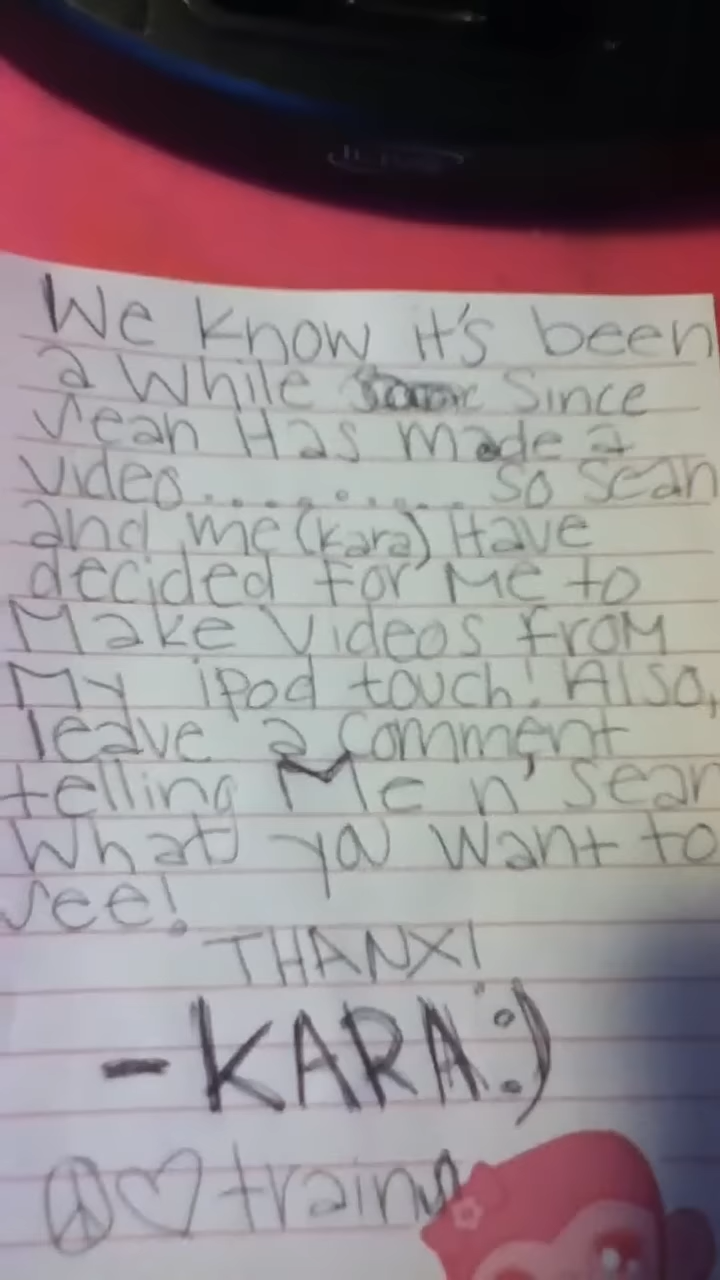 We know it's been
a while since
Sean Has made a
video.......... so sean
and me (kara) Have
decided for Me to
Make Videos from
My ipod touch! Also,
leave a comment
telling Me n' sean
What ya want to
see!
THANX!
-KARA :)